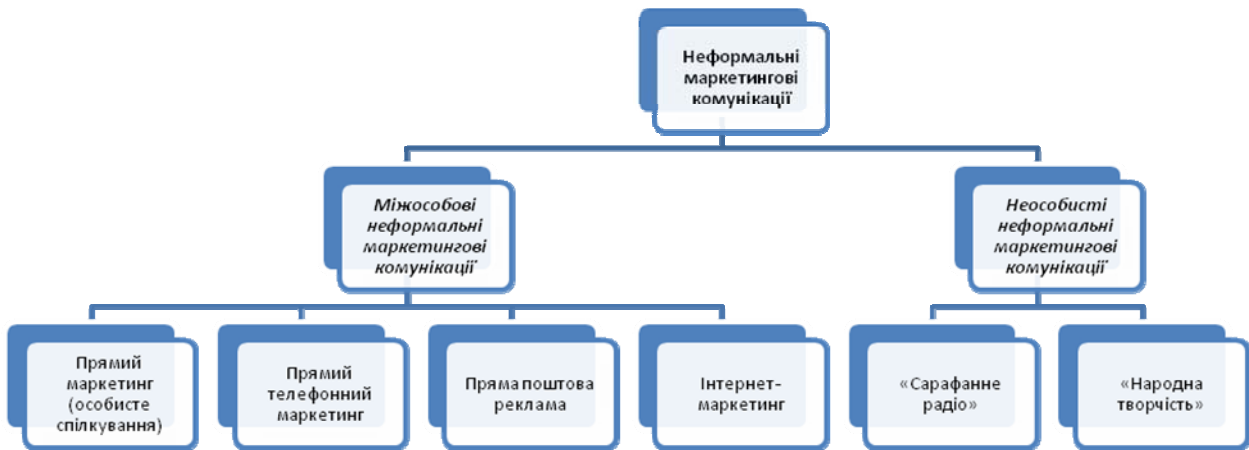 Неформальні
маркетингові
комунікації
Міжособові
неформальні
маркетингові
комунікації
Неособисті
неформальні
маркетингові
комунікації
Прямий
маркетинг
(особисте
спілкування)
Прямий
телефонний
маркетинг
Пряма поштова
реклама
Інтернет-
маркетинг
«Сарафанне
радіо»
«Народна
творчість»